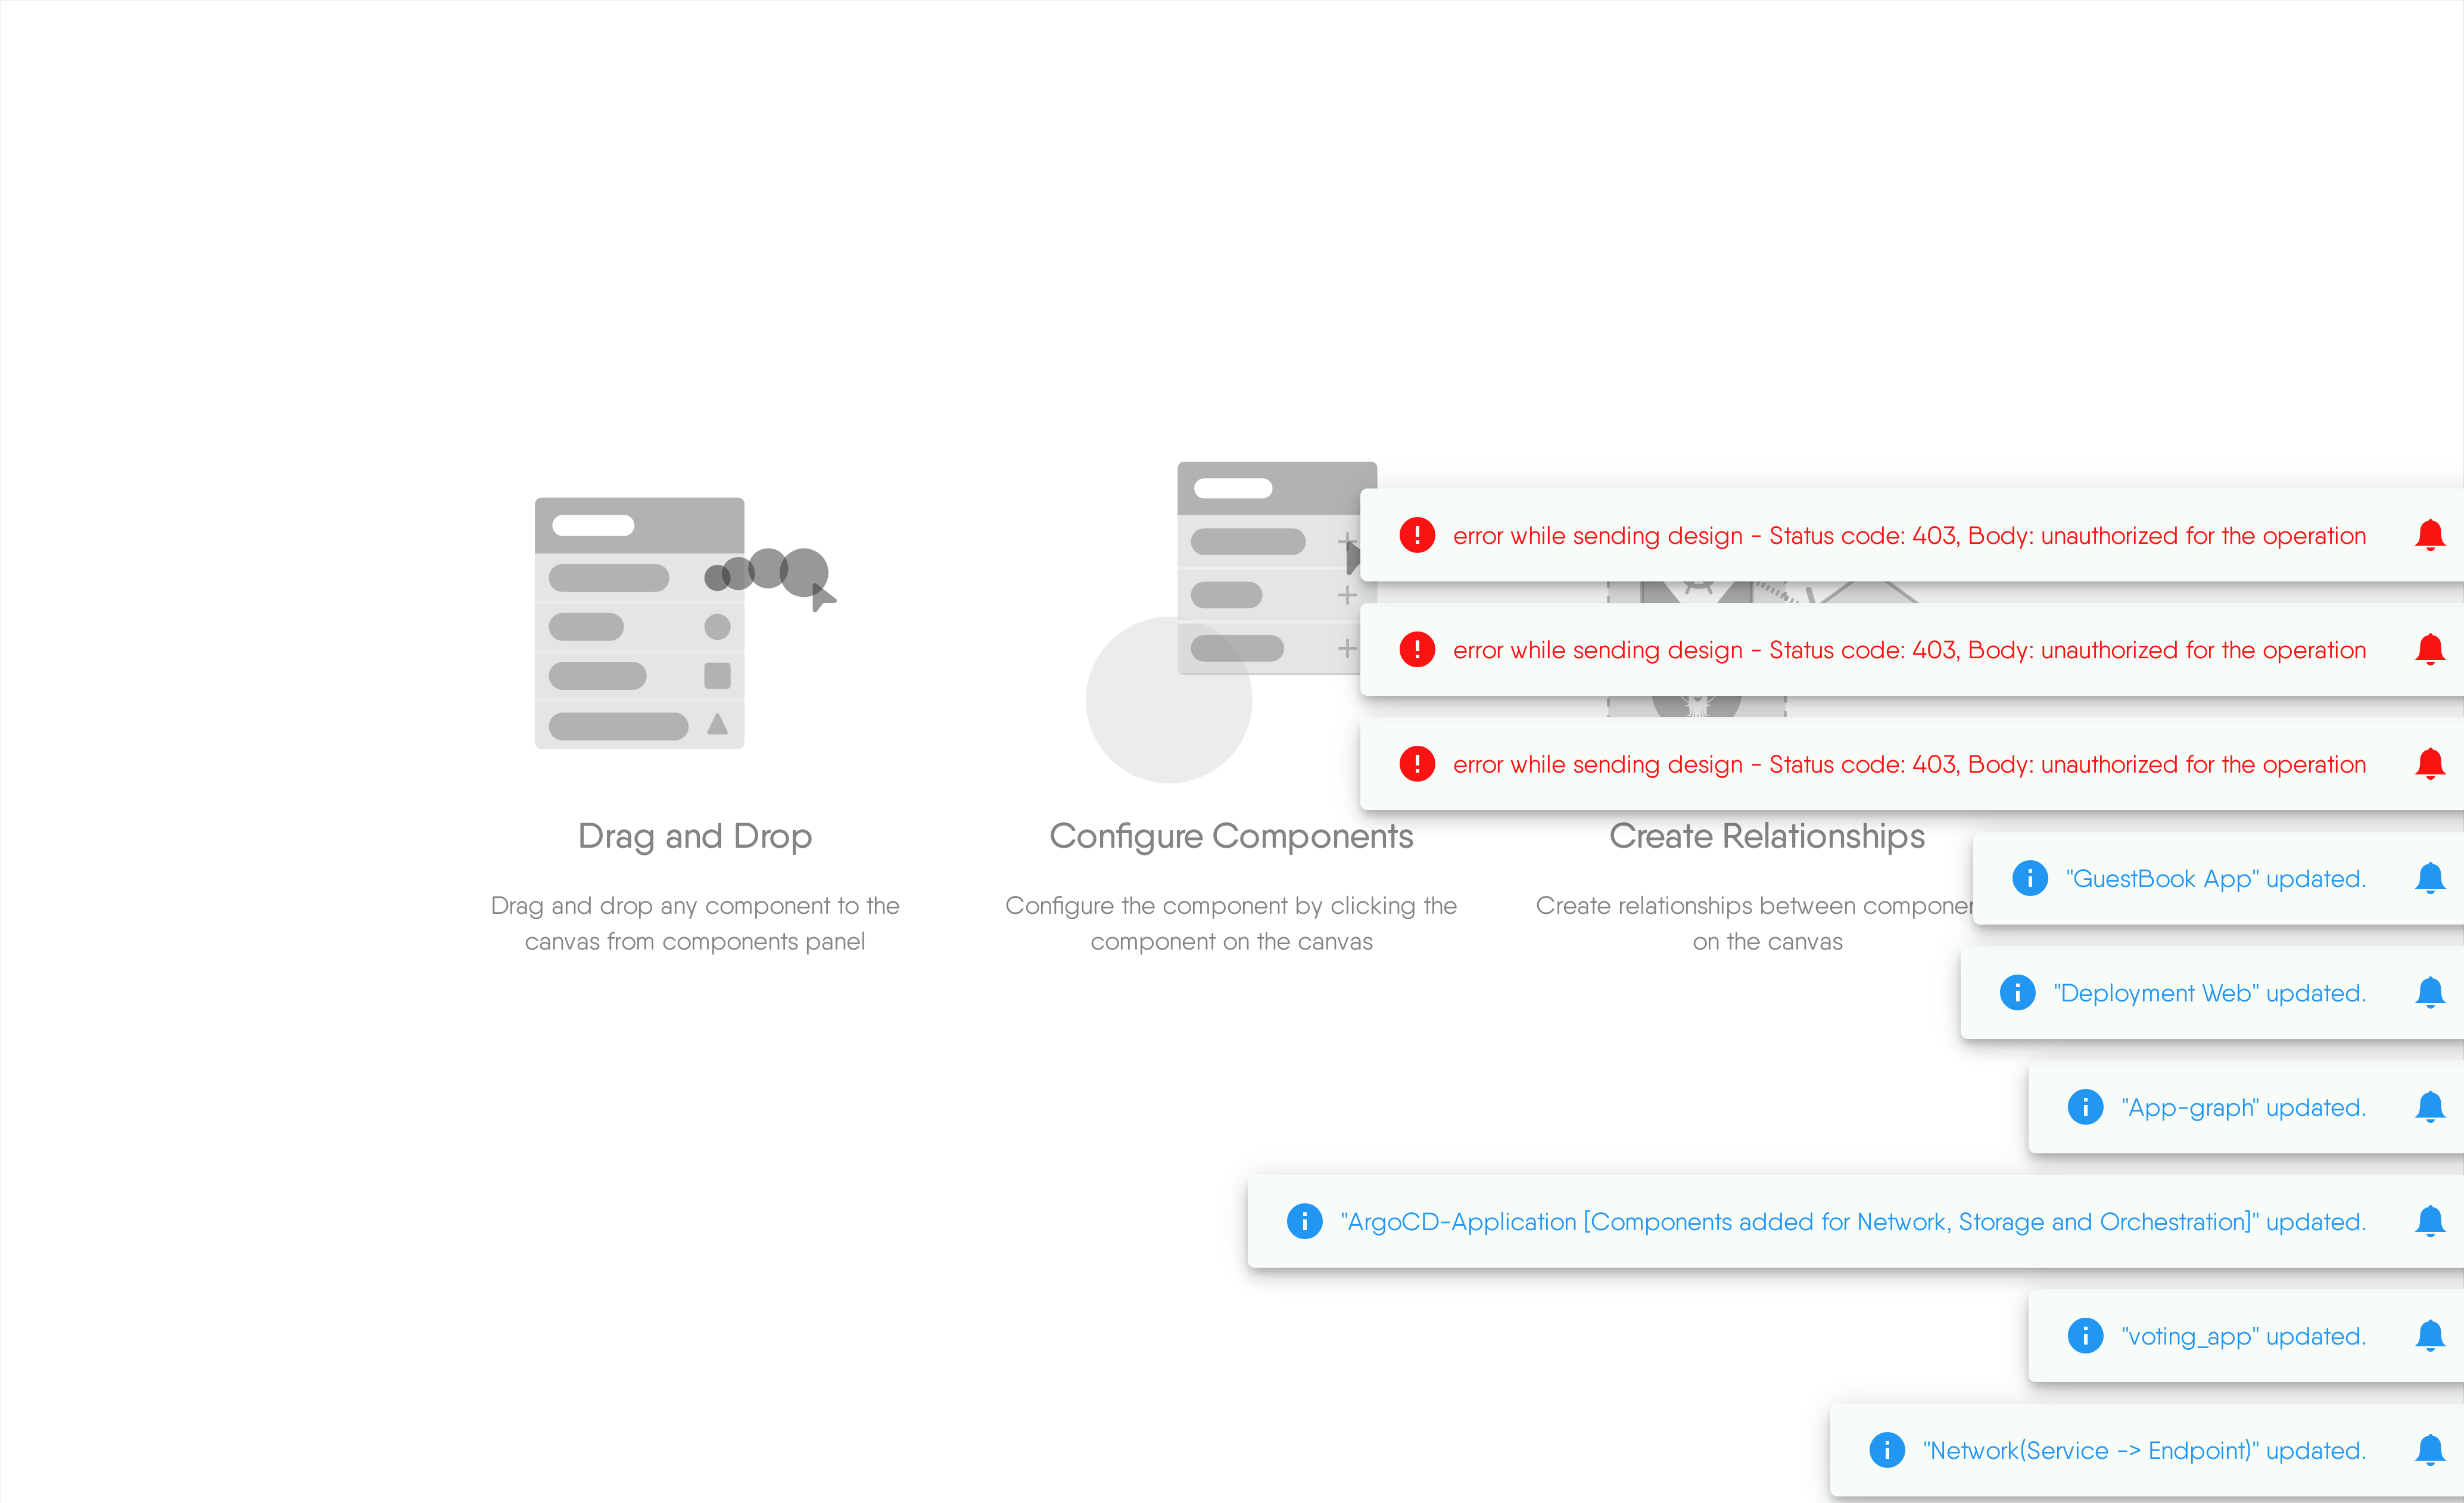 error while sending design - Status code: 403, Body: unauthorized for the operation
error while sending design - Status code: 403, Body: unauthorized for the operation
error while sending design - Status code: 403, Body: unauthorized for the operation
Drag and Drop
Drag and drop any component to the
canvas from components panel
Configure Components
Configure the component by clicking the
component on the canvas
Create Relationships
Create relationships between
on the canvas
"GuestBook App" updated.
"Deployment Web" updated.
"App-graph" updated.
"ArgoCD-Application [Components added for Network, Storage and Orchestration]" updated.
"voting_app" updated.
"Network(Service -> Endpoint)" updated.